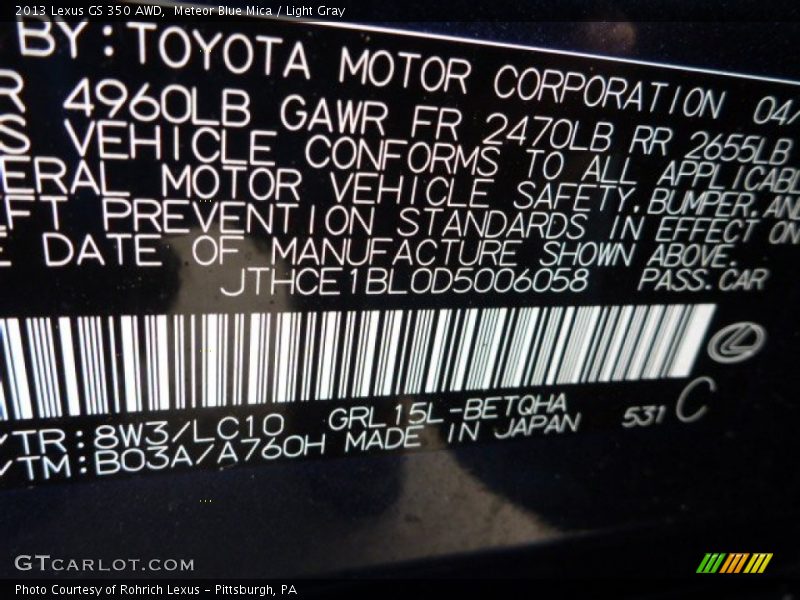 2013 Lexus GS 350 AWD, Meteor Blue Mica / Light Gray
BY:TOYOTA MOTOR CORPORATION 04/
R 4960LB GAWR FR 2470LB RR 2655LB
S VEHICLE CONFORMS TO ALL APPLICABL
ERAL MOTOR VEHICLE SAFETY,BUMPER,AND
EFT PREVENTION STANDARDS IN EFFECT ON
E DATE OF MANUFACTURE SHOWN ABOVE.
JTHCE1BL0D5006058 PASS.CAR
/TR:8W3/LC10 GRL15L-BETQHA 531 C
/TM:B03A/A760H MADE IN JAPAN
GTCARLOT.COM
Photo Courtesy of Rohrich Lexus - Pittsburgh, PA